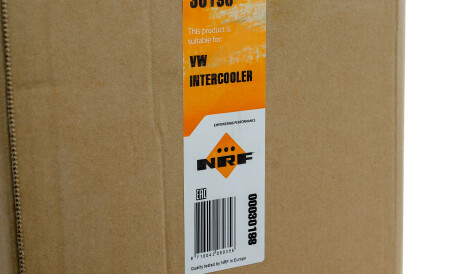 30198
This product is
suitable for:
VW
INTERCOOLER
ENGINEERING PERFORMANCE
NRF
EAC
00030198
Quality tested by NRF in Europe